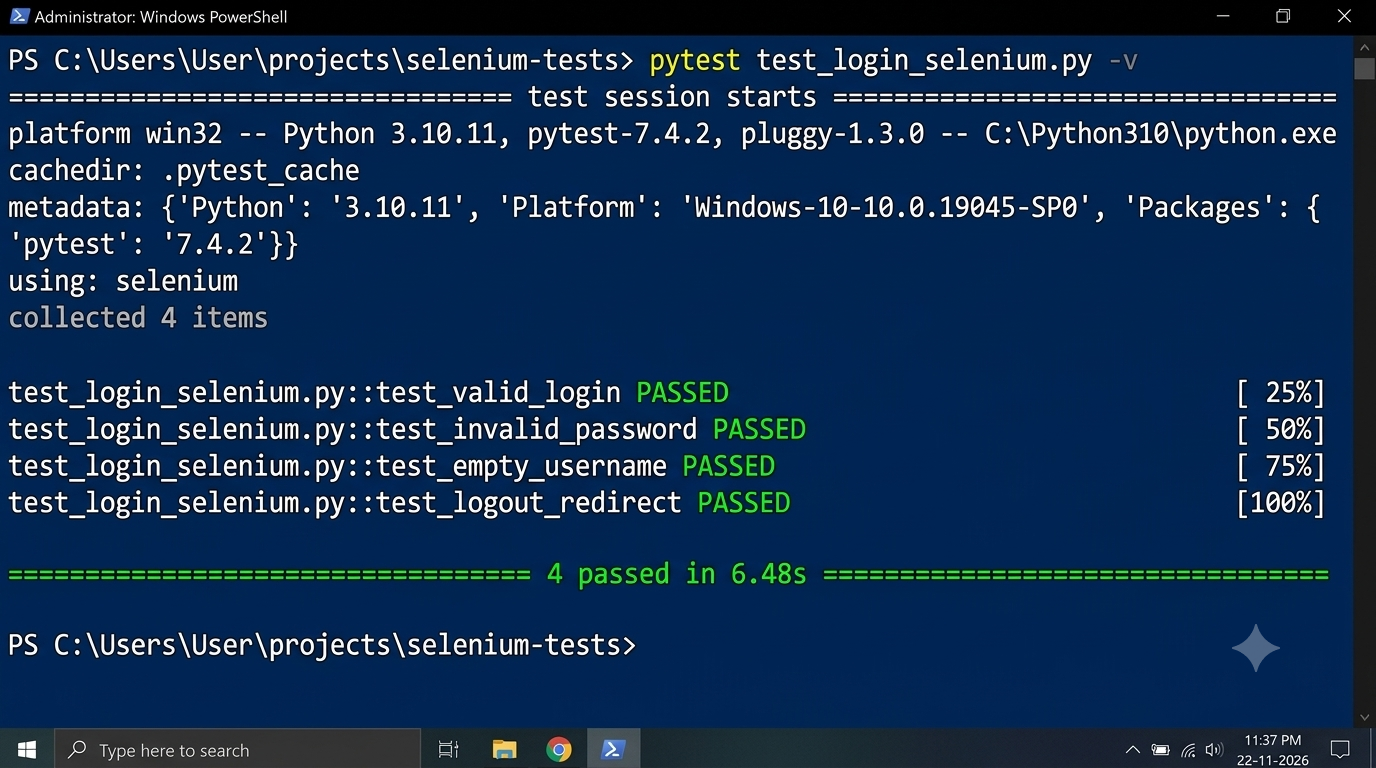 Administrator: Windows PowerShell
PS C:\Users\User\projects\selenium-tests> pytest test_login_selenium.py -v
================================= test session starts =================================
platform win32 -- Python 3.10.11, pytest-7.4.2, pluggy-1.3.0 -- C:\Python310\python.exe
cachedir: .pytest_cache
metadata: {'Python': '3.10.11', 'Platform': 'Windows-10-10.0.19045-SP0', 'Packages': {
'pytest': '7.4.2'}}
using: selenium
collected 4 items
test_login_selenium.py::test_valid_login PASSED [ 25%]
test_login_selenium.py::test_invalid_password PASSED [ 50%]
test_login_selenium.py::test_empty_username PASSED [ 75%]
test_login_selenium.py::test_logout_redirect PASSED [100%]
================================== 4 passed in 6.48s =================================
PS C:\Users\User\projects\selenium-tests>
Type here to search
11:37 PM
22-11-2026